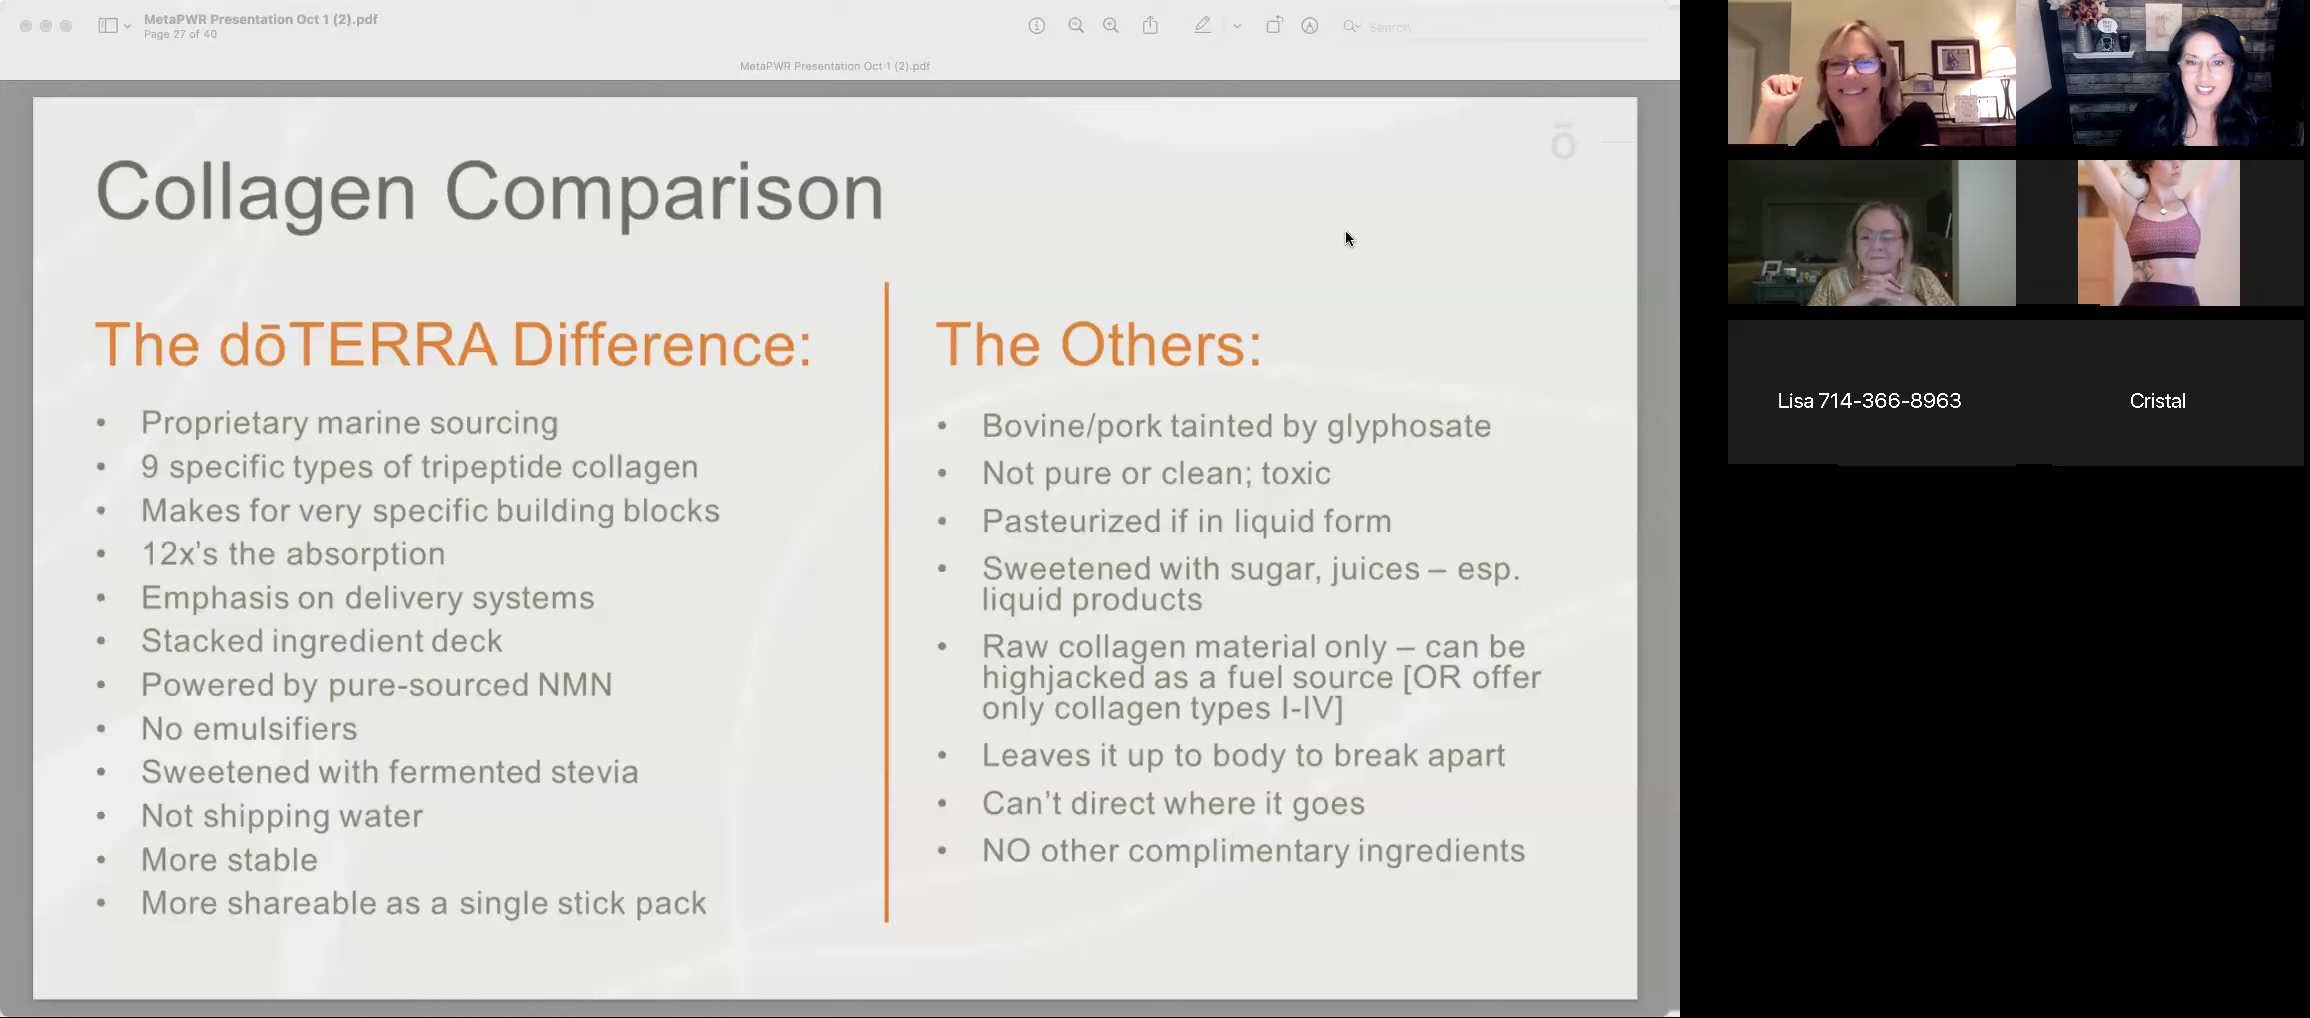 MetaPWR Presentation Oct 1 (2).pdf
Page 27 of 40
Search
MetaPWR Presentation Oct 1 (2).pdf
ō
Collagen Comparison
The dōTERRA Difference:
• Proprietary marine sourcing
• 9 specific types of tripeptide collagen
• Makes for very specific building blocks
• 12x's the absorption
• Emphasis on delivery systems
• Stacked ingredient deck
• Powered by pure-sourced NMN
• No emulsifiers
• Sweetened with fermented stevia
• Not shipping water
• More stable
• More shareable as a single stick pack
The Others:
• Bovine/pork tainted by glyphosate
• Not pure or clean; toxic
• Pasteurized if in liquid form
• Sweetened with sugar, juices – esp.
liquid products
• Raw collagen material only – can be
highjacked as a fuel source [OR offer
only collagen types I-IV]
• Leaves it up to body to break apart
• Can't direct where it goes
• NO other complimentary ingredients
Lisa 714-366-8963
Cristal